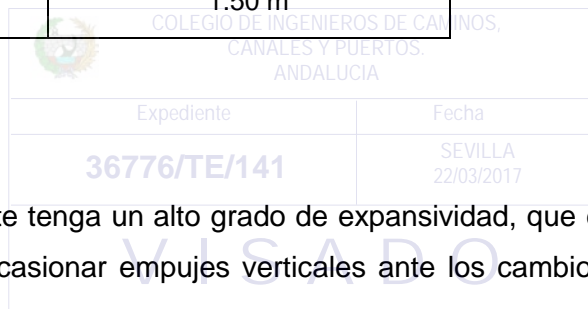 1.50 m
COLEGIO DE INGENIEROS DE CAMINOS,
CANALES Y PUERTOS.
ANDALUCIA
Expediente Fecha
36776/TE/141 SEVILLA
22/03/2017
te tenga un alto grado de expansividad, que
VISADO
casionar empujes verticales ante los cambio